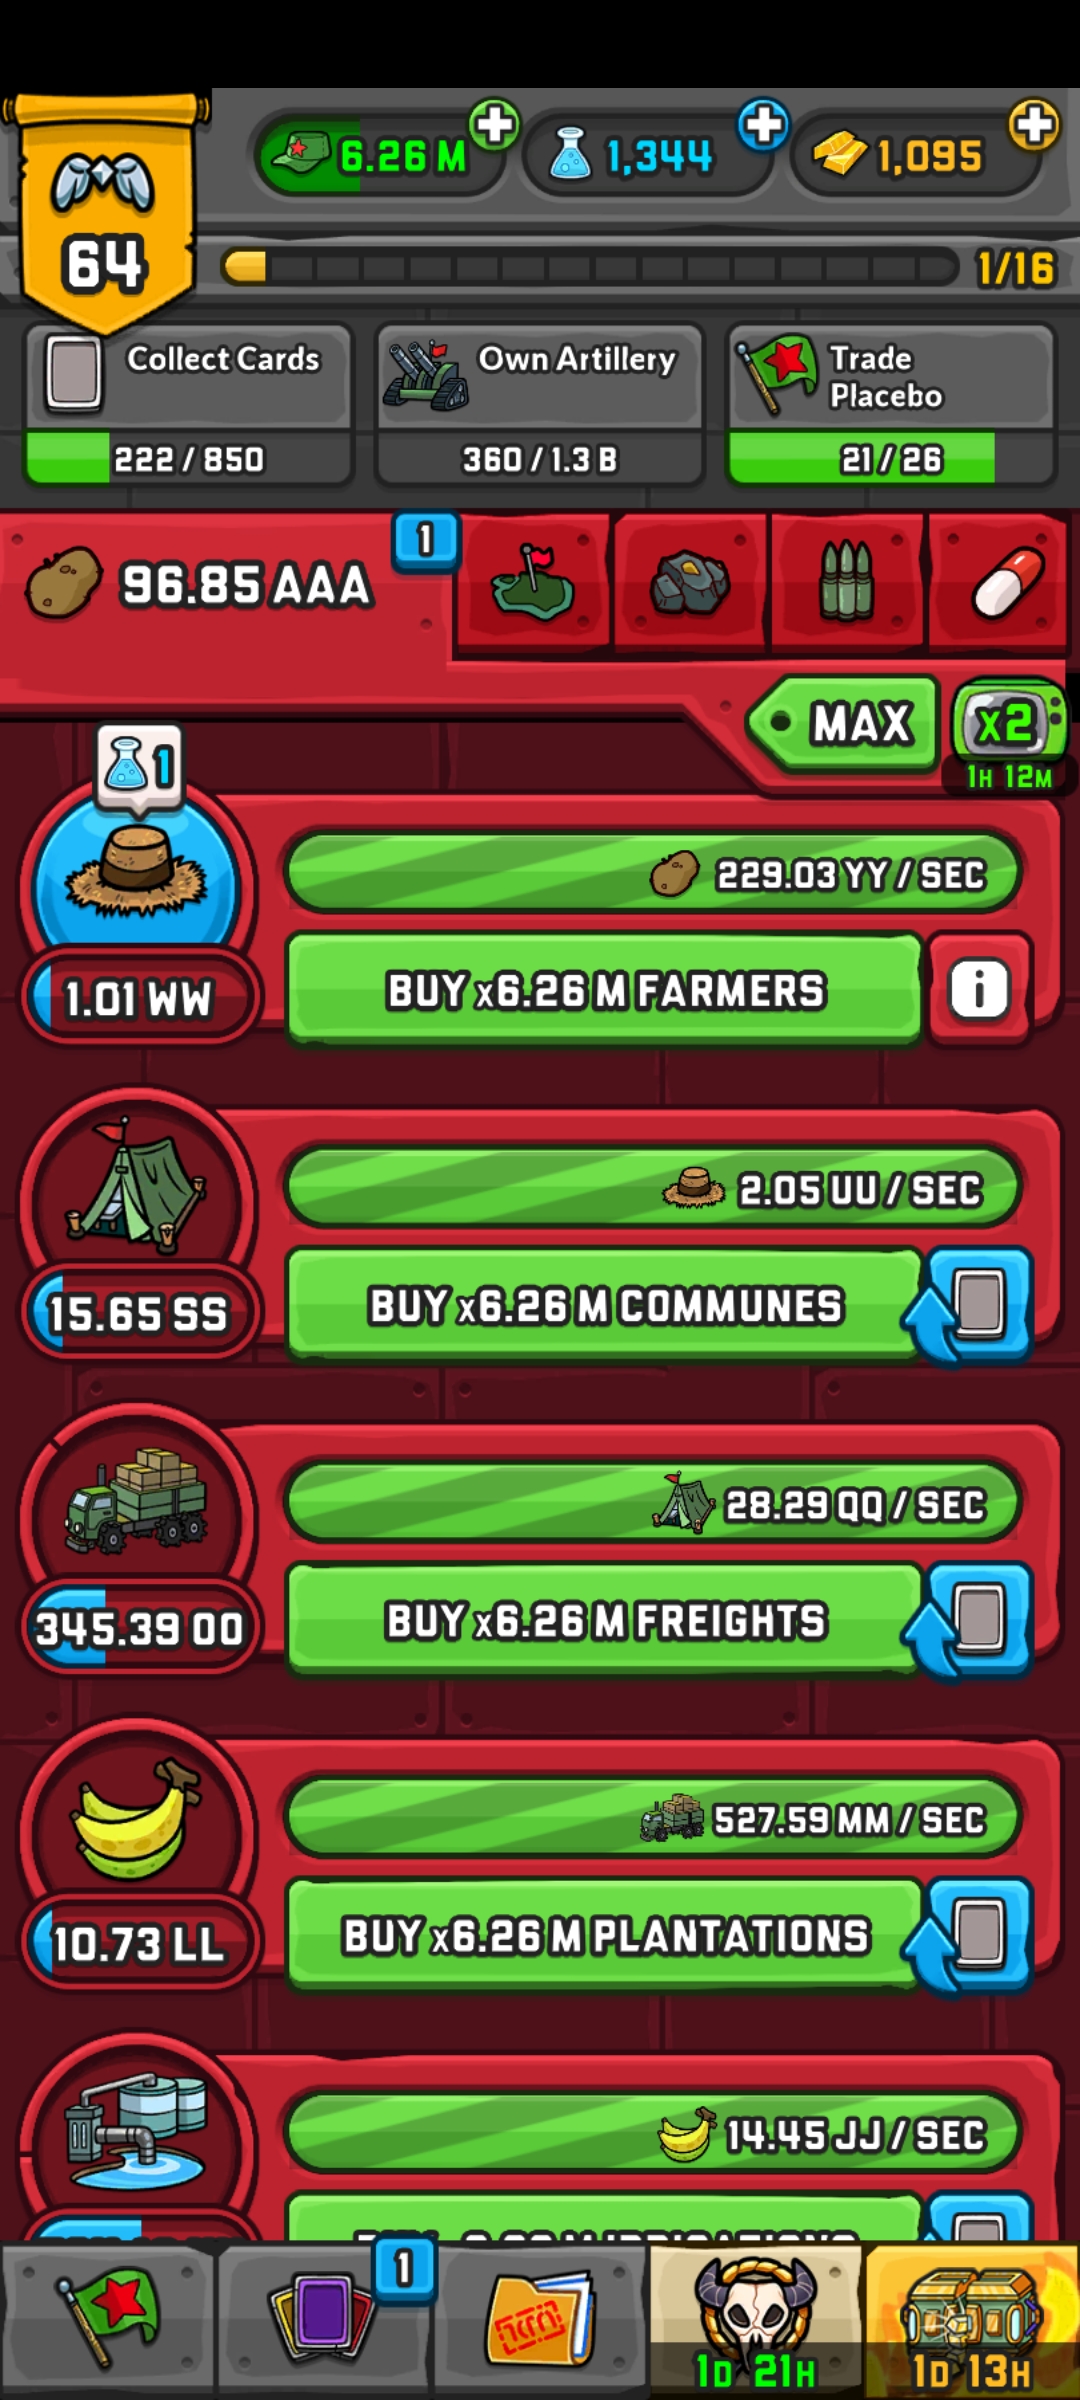 64
6.26 M
1,344
1,095
1/16
Collect Cards
222 / 850
Own Artillery
360 / 1.3 B
Trade
Placebo
21 / 26
96.85 AAA
1
MAX
x2
1H 12M
1
229.03 YY / SEC
1.01 WW
BUY x6.26 M FARMERS
i
2.05 UU / SEC
15.65 SS
BUY x6.26 M COMMUNES
28.29 QQ / SEC
345.39 OO
BUY x6.26 M FREIGHTS
527.59 MM / SEC
10.73 LL
BUY x6.26 M PLANTATIONS
14.45 JJ / SEC
1
1D 21H
1D 13H